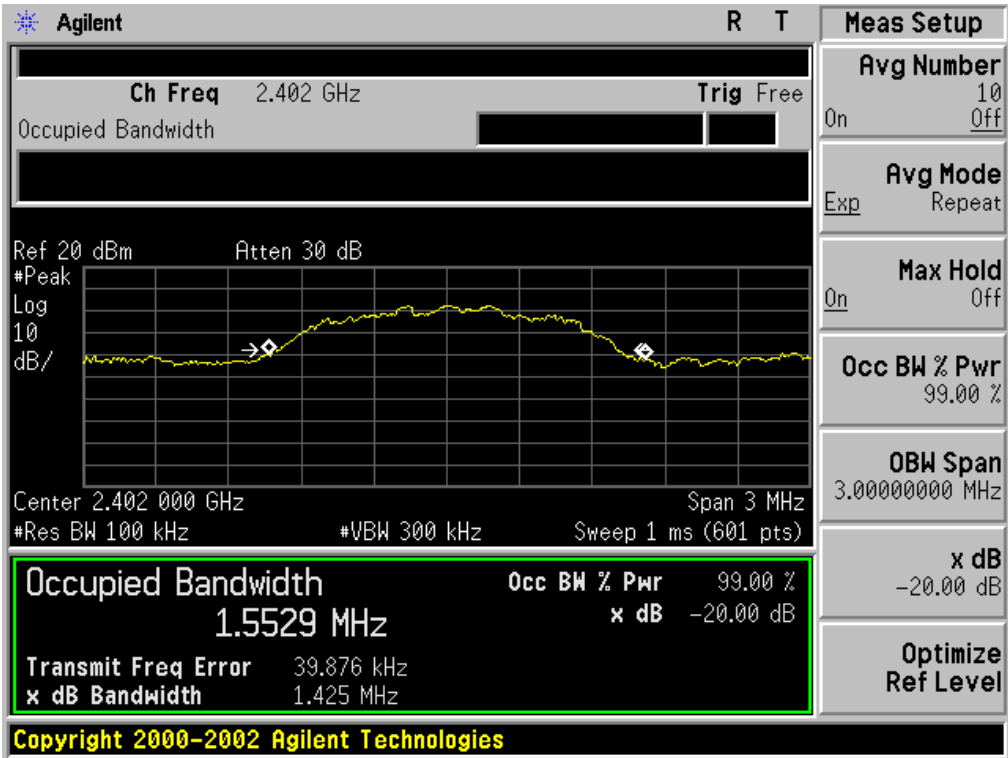 Agilent R T
Ch Freq 2.402 GHz Trig Free
Occupied Bandwidth
Ref 20 dBm Atten 30 dB
#Peak
Log
10
dB/
Center 2.402 000 GHz Span 3 MHz
#Res BW 100 kHz #VBW 300 kHz Sweep 1 ms (601 pts)
Occupied Bandwidth Occ BW % Pwr 99.00 %
1.5529 MHz x dB -20.00 dB
Transmit Freq Error 39.876 kHz
x dB Bandwidth 1.425 MHz
Copyright 2000-2002 Agilent Technologies
Meas Setup
Avg Number
10
On Off
Avg Mode
Exp Repeat
Max Hold
On Off
Occ BW % Pwr
99.00 %
OBW Span
3.00000000 MHz
x dB
-20.00 dB
Optimize
Ref Level